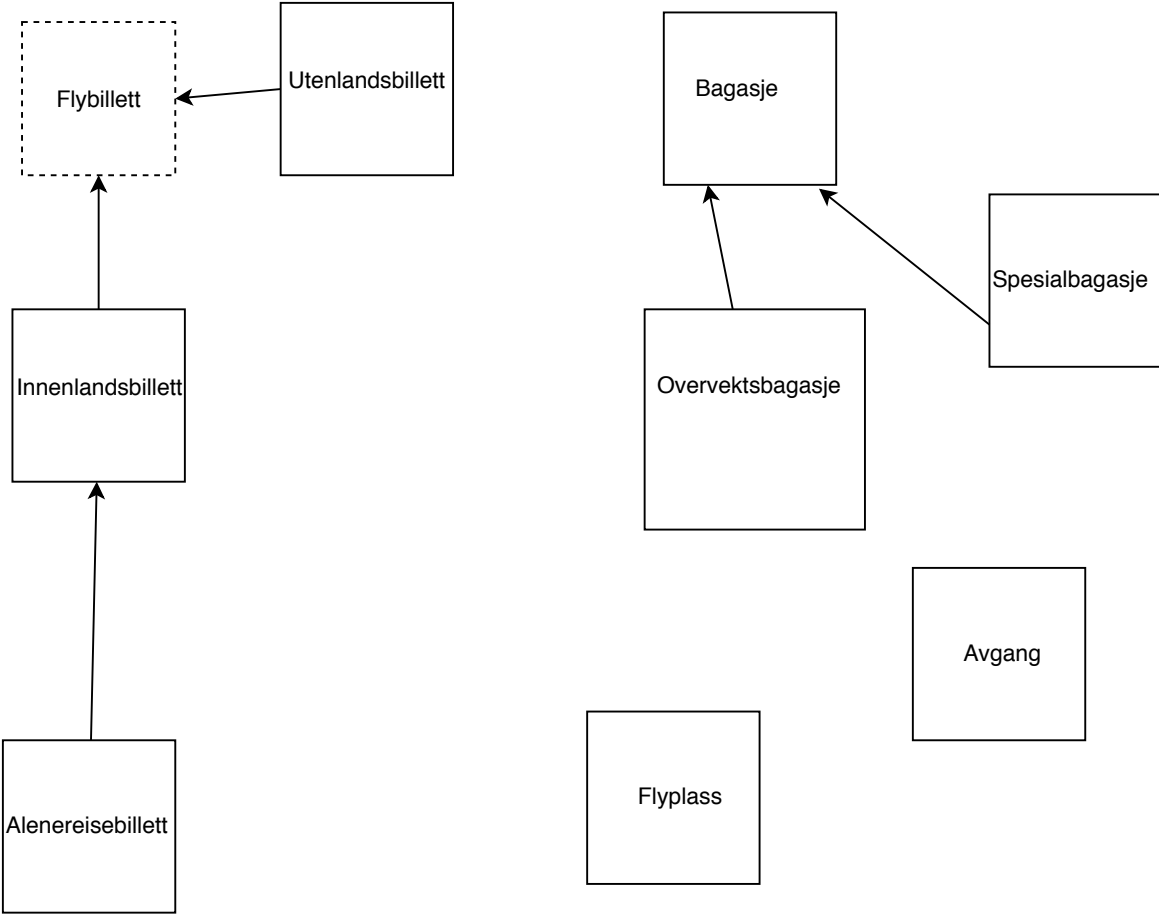 Flybillett
Utenlandsbillett
Bagasje
Spesialbagasje
Innenlandsbillett
Overvektsbagasje
Avgang
Flyplass
Alenereisebillett